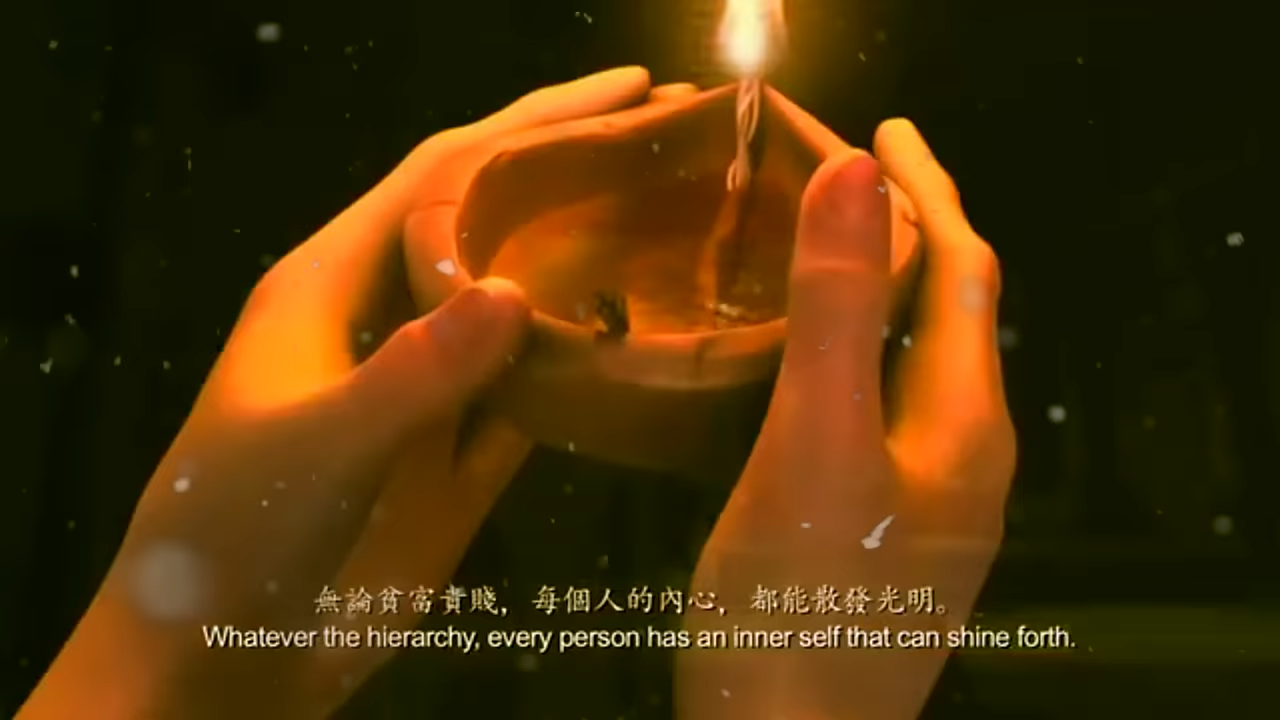 無論貧富貴賤，每個人的內心，都能散發光明。
Whatever the hierarchy, every person has an inner self that can shine forth.